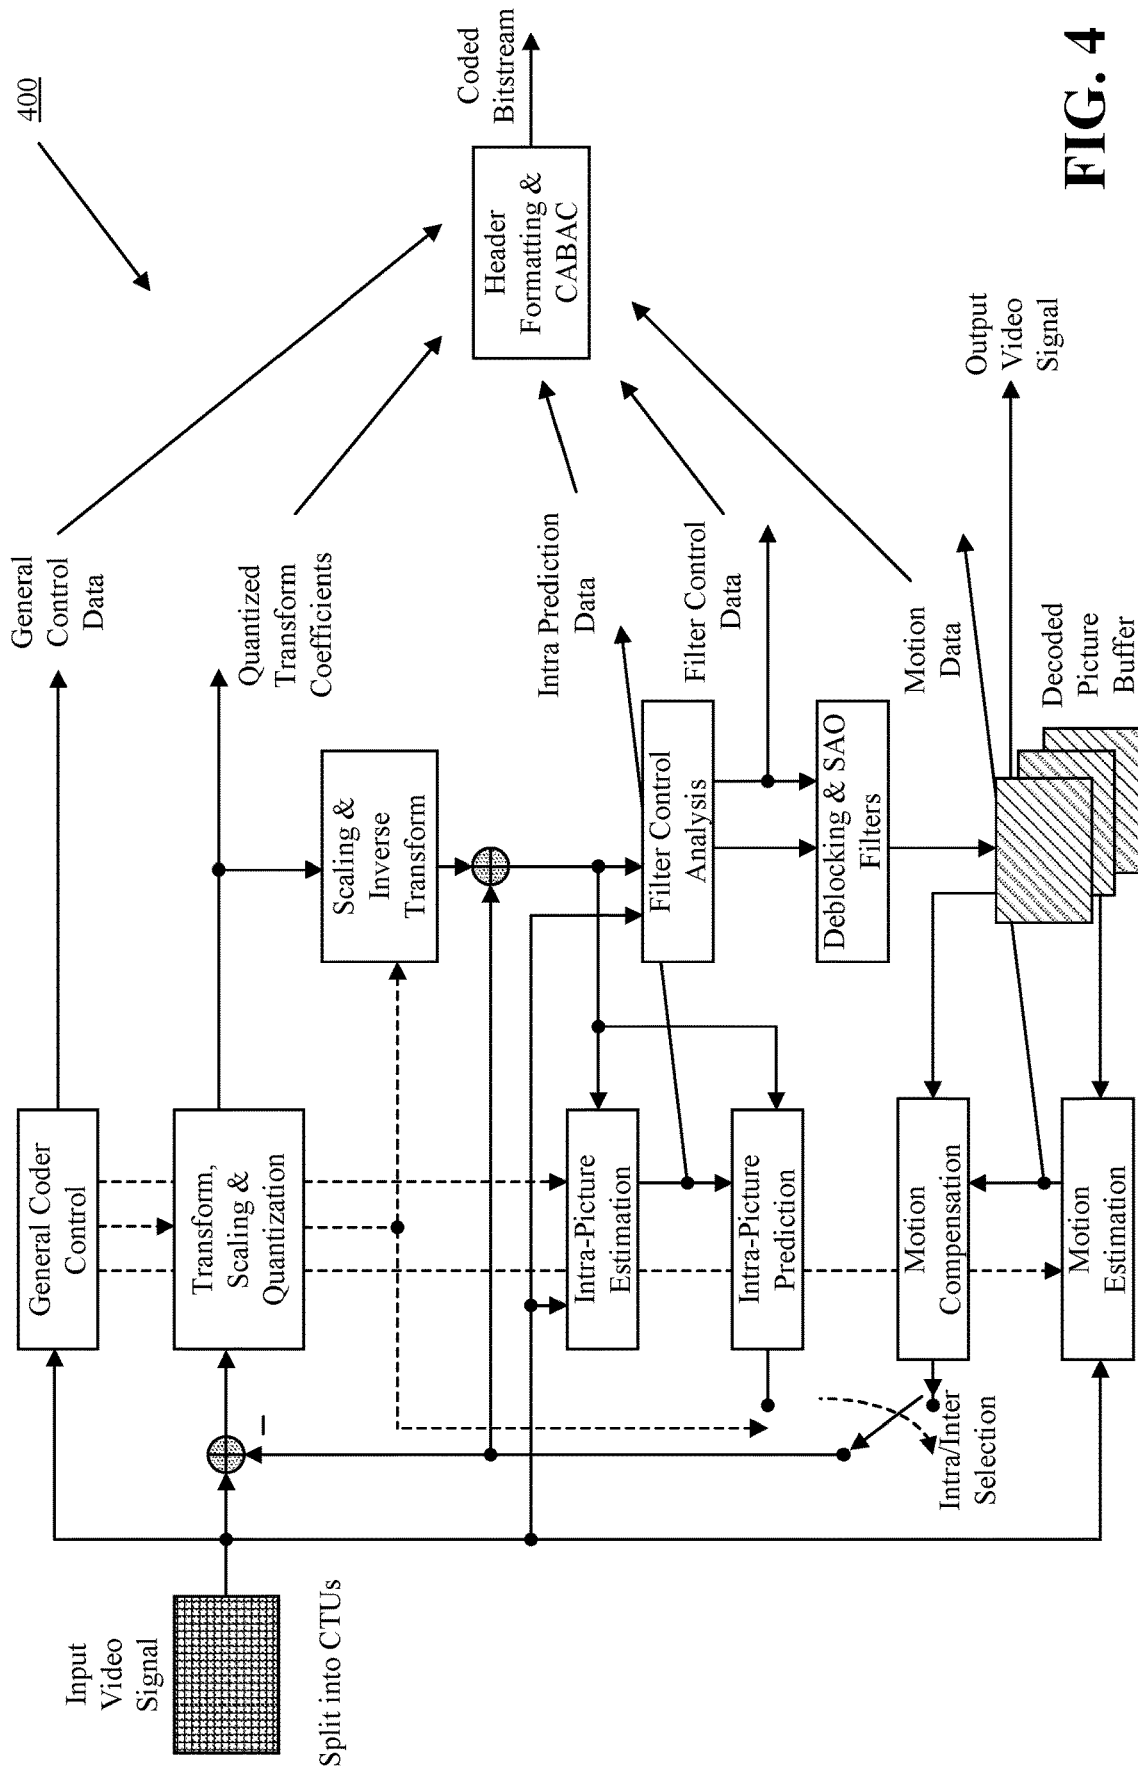 400
Input
Video
Signal
Split into CTUs
General Coder
Control
Transform,
Scaling &
Quantization
General
Control
Data
Quantized
Transform
Coefficients
Scaling &
Inverse
Transform
Intra-Picture
Estimation
Intra-Picture
Prediction
Intra Prediction
Data
Filter Control
Analysis
Filter Control
Data
Deblocking & SAO
Filters
Motion
Compensation
Motion
Estimation
Intra/Inter
Selection
Motion
Data
Decoded
Picture
Buffer
Output
Video
Signal
Header
Formatting &
CABAC
Coded
Bitstream
FIG. 4